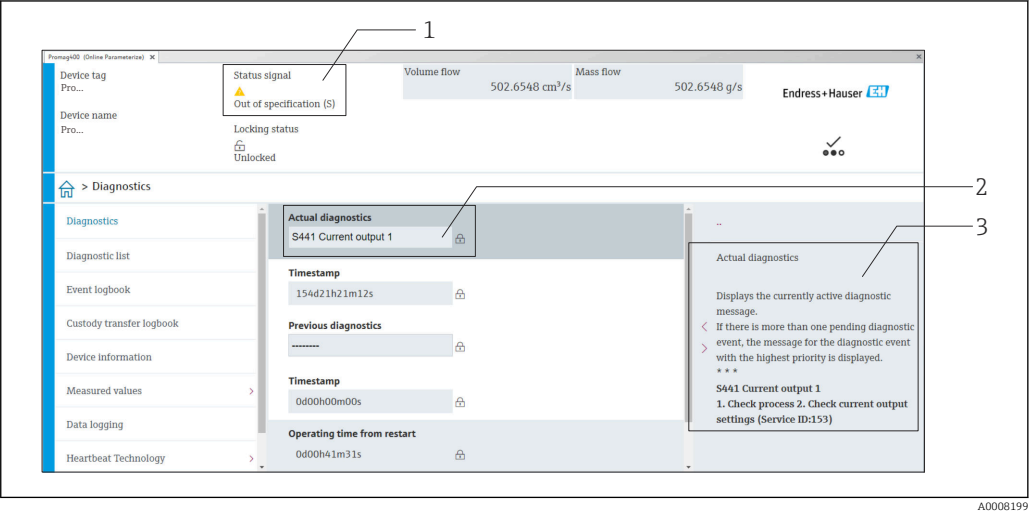 1
Promag400 (Online Parameterize) ×
×
Device tag
Pro...
Status signal
Out of specification (S)
Volume flow
502.6548 cm³/s
Mass flow
502.6548 g/s
Endress+Hauser EH
Device name
Pro...
Locking status
Unlocked
> Diagnostics
2
3
Diagnostics
Diagnostic list
Event logbook
Custody transfer logbook
Device information
Measured values >
Data logging
Heartbeat Technology >
Actual diagnostics
S441 Current output 1
Timestamp
154d21h21m12s
Previous diagnostics
--------
Timestamp
0d00h00m00s
Operating time from restart
0d00h41m31s
..
Actual diagnostics
Displays the currently active diagnostic
message.
If there is more than one pending diagnostic
event, the message for the diagnostic event
with the highest priority is displayed.
* * *
S441 Current output 1
1. Check process 2. Check current output
settings (Service ID:153)
A0008199